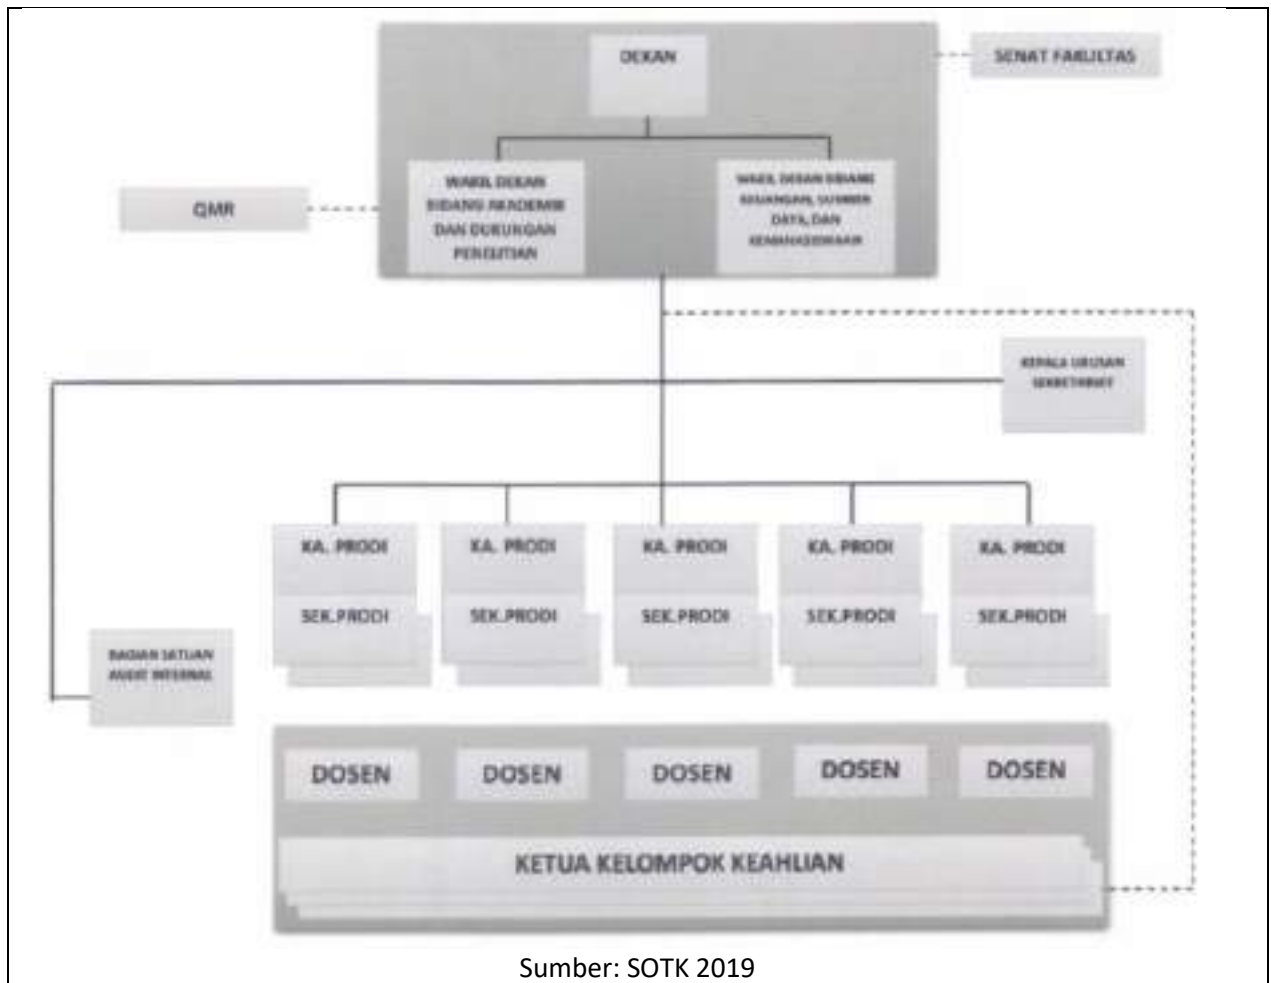 DEKAN
SENAT FAKULTAS
QMR
WAKIL DEKAN
BIDANG AKADEMIK
DAN DUKUNGAN
PENELITIAN
WAKIL DEKAN BIDANG
KEUANGAN, SUMBER
DAYA, DAN
KEMAHASISWAAN
KEPALA URUSAN
SEKRETARIAT
KA. PRODI
KA. PRODI
KA. PRODI
KA. PRODI
KA. PRODI
SEK.PRODI
SEK.PRODI
SEK.PRODI
SEK.PRODI
SEK.PRODI
BAGIAN SATUAN
AUDIT INTERNAL
DOSEN
DOSEN
DOSEN
DOSEN
DOSEN
KETUA KELOMPOK KEAHLIAN
Sumber: SOTK 2019